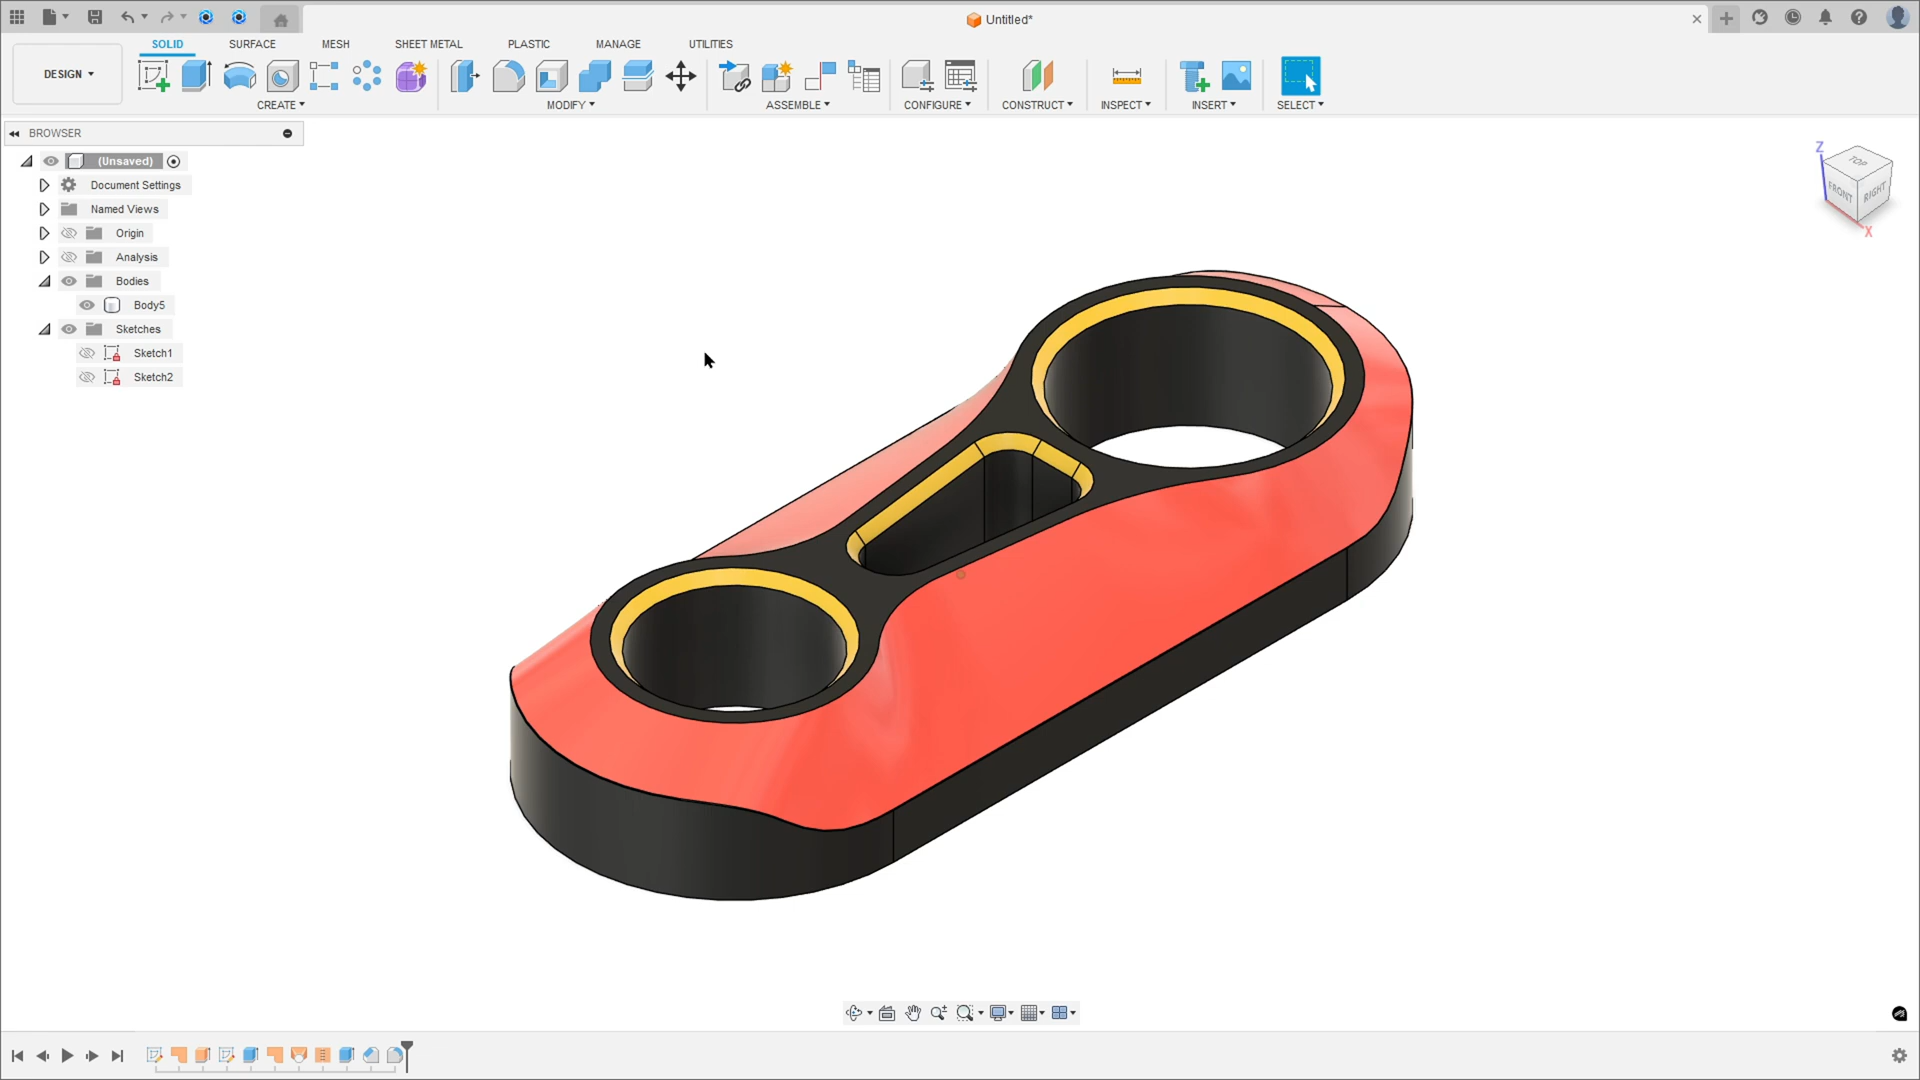 Untitled*
SOLID SURFACE MESH SHEET METAL PLASTIC MANAGE UTILITIES
DESIGN
CREATE MODIFY ASSEMBLE CONFIGURE CONSTRUCT INSPECT INSERT SELECT
BROWSER
(Unsaved)
Document Settings
Named Views
Origin
Analysis
Bodies
Body5
Sketches
Sketch1
Sketch2
Z
TOP
FRONT
RIGHT
X